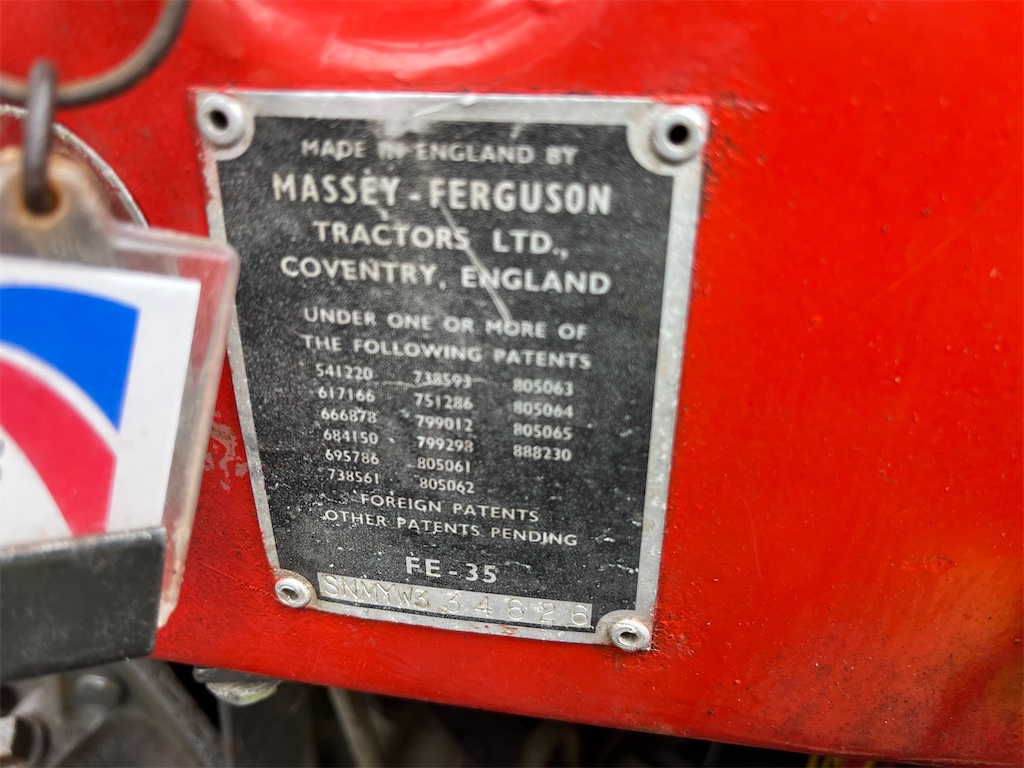 MADE IN ENGLAND BY
MASSEY-FERGUSON
TRACTORS LTD.,
COVENTRY, ENGLAND
UNDER ONE OR MORE OF
THE FOLLOWING PATENTS
541220 738593 805063
617166 751286 805064
666878 799012 805065
684150 799298 888230
695786 805061
738561 805062
FOREIGN PATENTS
OTHER PATENTS PENDING
FE-35
SNMYW334626